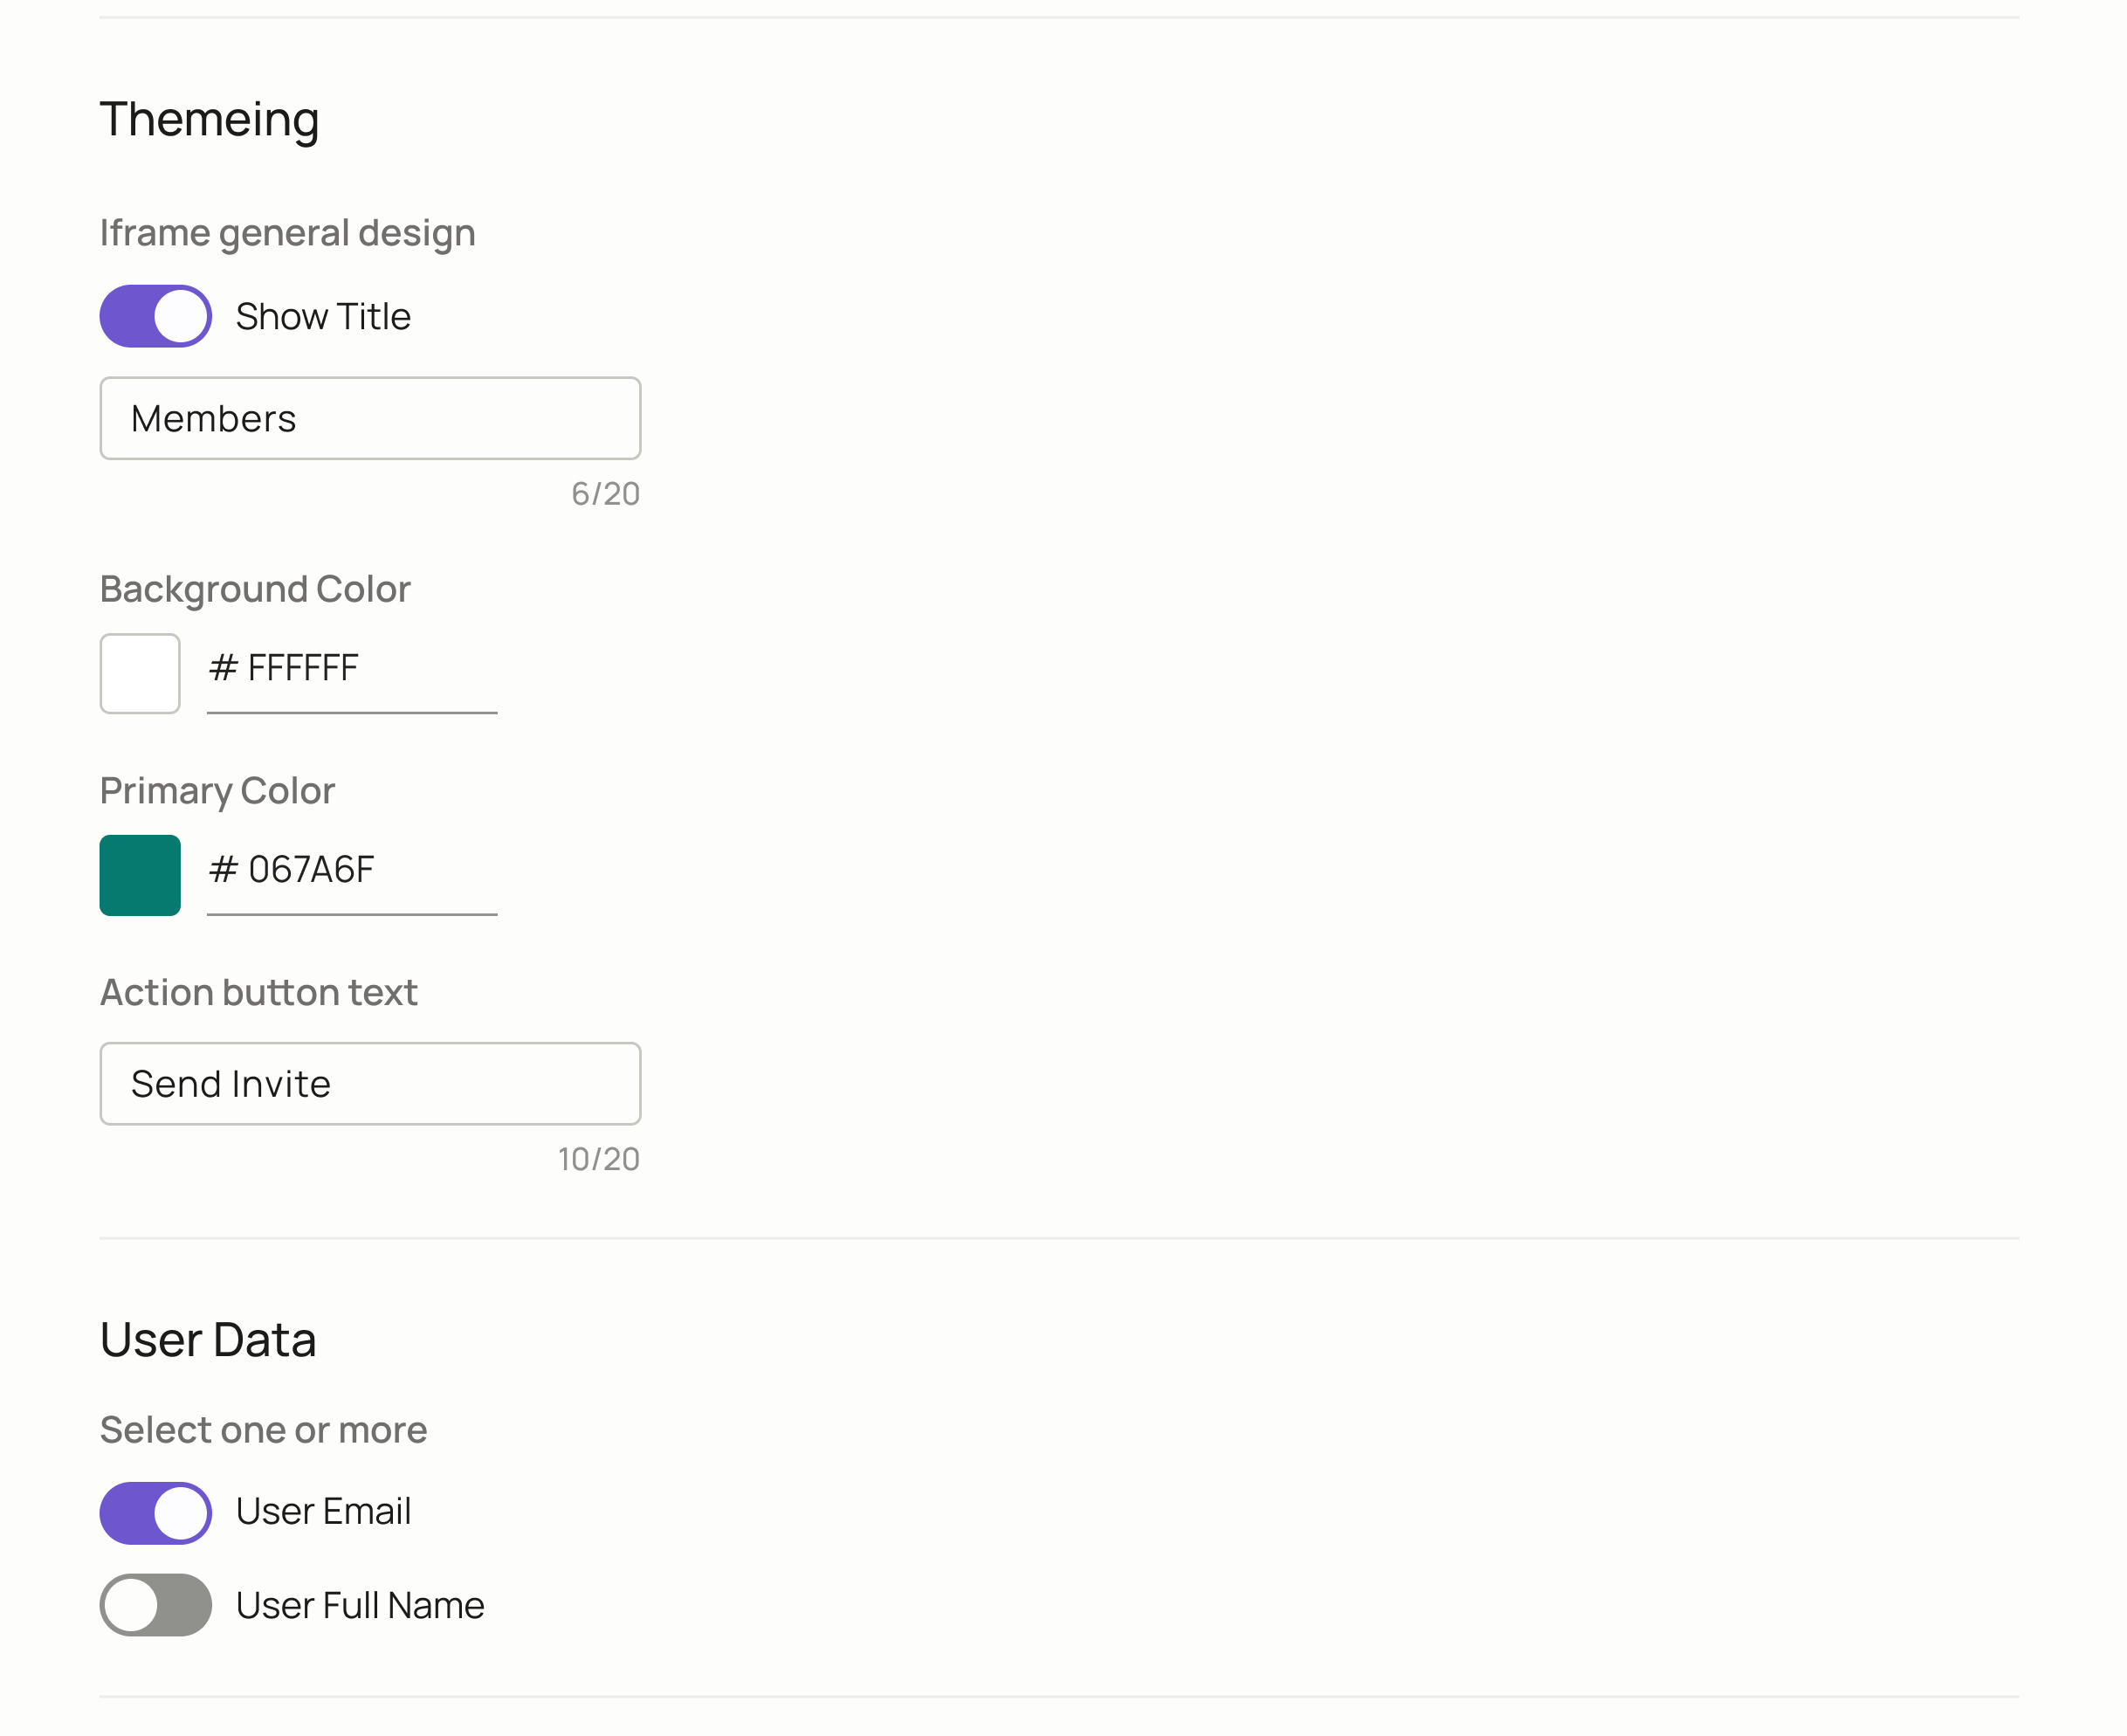 Themeing
Iframe general design
Show Title
Members
6/20
Background Color
# FFFFFF
Primary Color
# 067A6F
Action button text
Send Invite
10/20
User Data
Select one or more
User Email
User Full Name